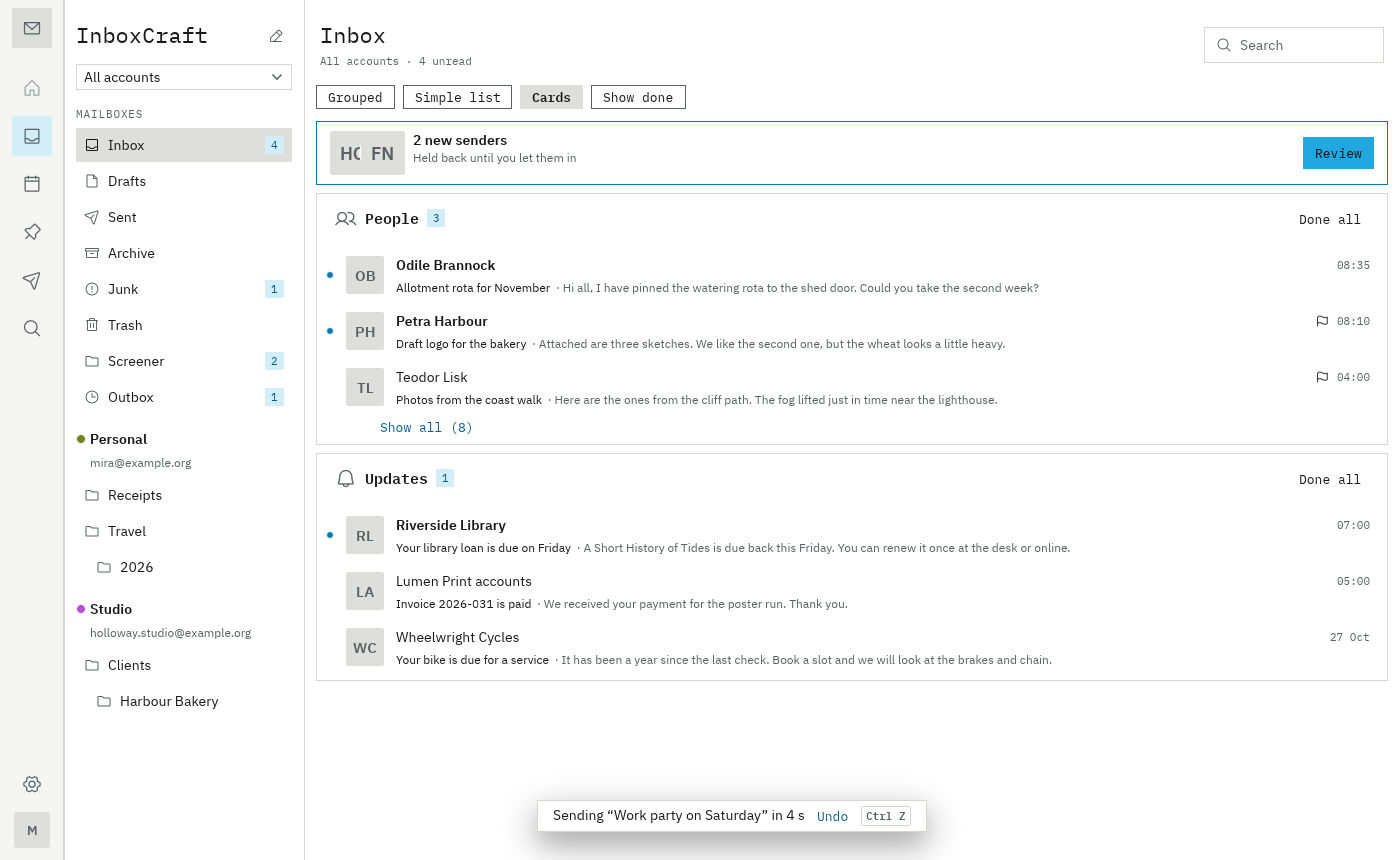 InboxCraft
All accounts
MAILBOXES
Inbox 4
Drafts
Sent
Archive
Junk 1
Trash
Screener 2
Outbox 1
Personal
mira@example.org
Receipts
Travel
2026
Studio
holloway.studio@example.org
Clients
Harbour Bakery
M
Inbox
All accounts · 4 unread
Search
Grouped Simple list Cards Show done
FN
2 new senders
Held back until you let them in
Review
People 3 Done all
OB
Odile Brannock 08:35
Allotment rota for November · Hi all, I have pinned the watering rota to the shed door. Could you take the second week?
PH
Petra Harbour 08:10
Draft logo for the bakery · Attached are three sketches. We like the second one, but the wheat looks a little heavy.
TL
Teodor Lisk 04:00
Photos from the coast walk · Here are the ones from the cliff path. The fog lifted just in time near the lighthouse.
Show all (8)
Updates 1 Done all
RL
Riverside Library 07:00
Your library loan is due on Friday · A Short History of Tides is due back this Friday. You can renew it once at the desk or online.
LA
Lumen Print accounts 05:00
Invoice 2026-031 is paid · We received your payment for the poster run. Thank you.
WC
Wheelwright Cycles 27 Oct
Your bike is due for a service · It has been a year since the last check. Book a slot and we will look at the brakes and chain.
Sending “Work party on Saturday” in 4 s Undo Ctrl Z